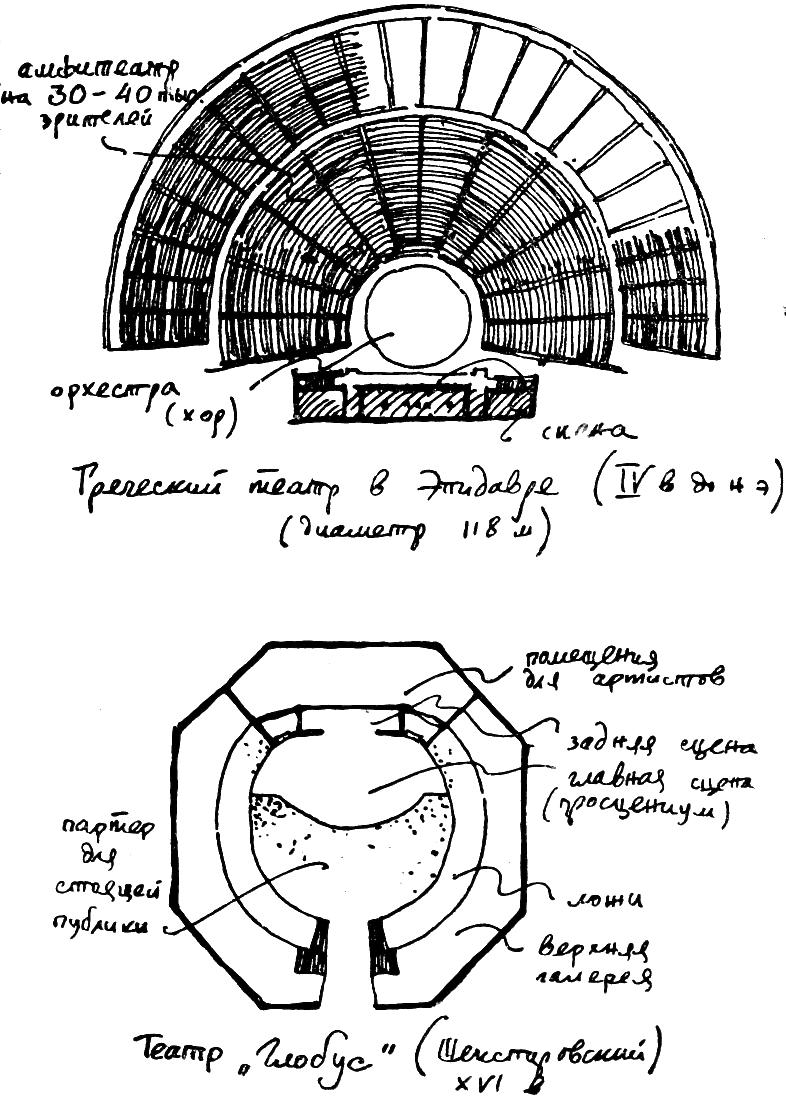 амфитеатр
на 30-40 тыс.
зрителей
орхестра
(хор)
скена
Греческий театр в Эпидавре (IV в до н э)
(диаметр 118 м)
помещения
для артистов
задняя сцена
главная сцена
(просцениум)
партер
для
стоящей
публики
ложи
верхняя
галерея
Театр „Глобус" (Шекспировский)
XVI в